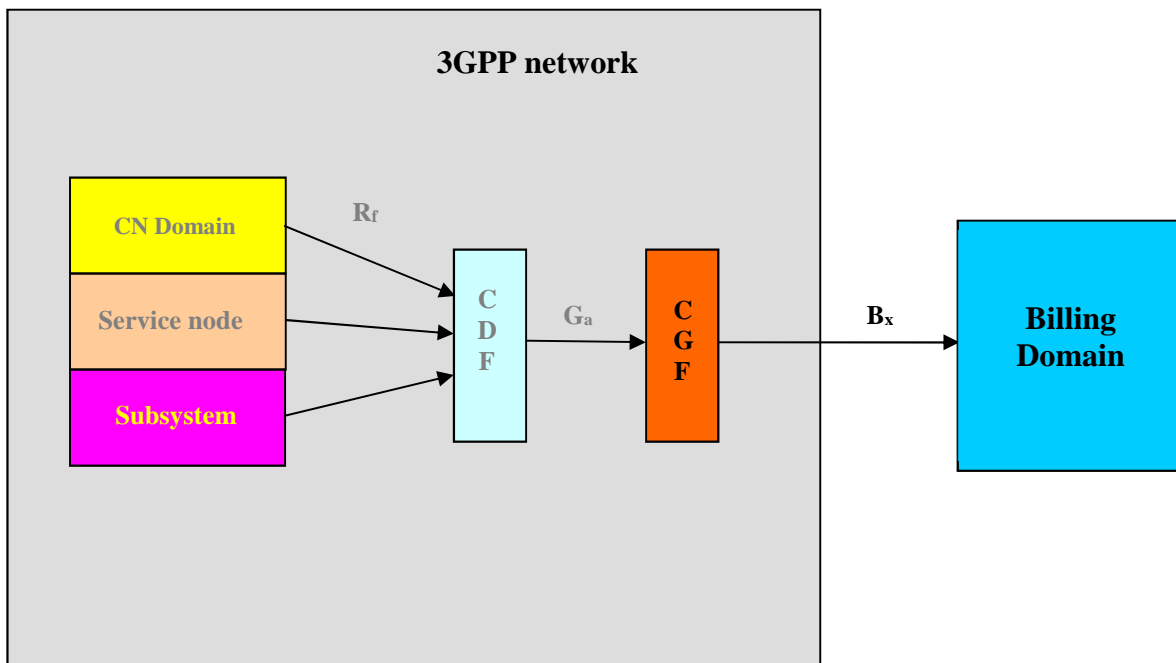 3GPP network
CN Domain
Rf
Service node
Subsystem
C
D
F
Ga
C
G
F
Bx
Billing
Domain